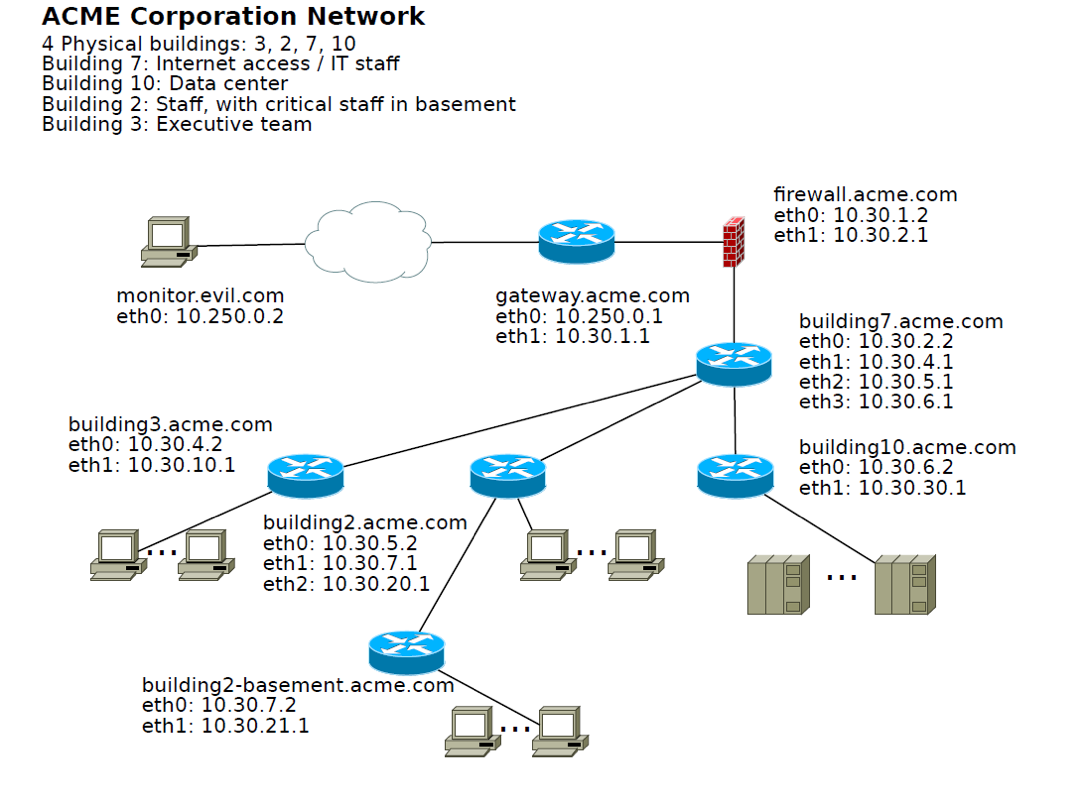 ACME Corporation Network
4 Physical buildings: 3, 2, 7, 10
Building 7: Internet access / IT staff
Building 10: Data center
Building 2: Staff, with critical staff in basement
Building 3: Executive team
firewall.acme.com
eth0: 10.30.1.2
eth1: 10.30.2.1
monitor.evil.com
eth0: 10.250.0.2
gateway.acme.com
eth0: 10.250.0.1
eth1: 10.30.1.1
building7.acme.com
eth0: 10.30.2.2
eth1: 10.30.4.1
eth2: 10.30.5.1
eth3: 10.30.6.1
building3.acme.com
eth0: 10.30.4.2
eth1: 10.30.10.1
building10.acme.com
eth0: 10.30.6.2
eth1: 10.30.30.1
building2.acme.com
eth0: 10.30.5.2
eth1: 10.30.7.1
eth2: 10.30.20.1
...
...
...
building2-basement.acme.com
eth0: 10.30.7.2
eth1: 10.30.21.1
...